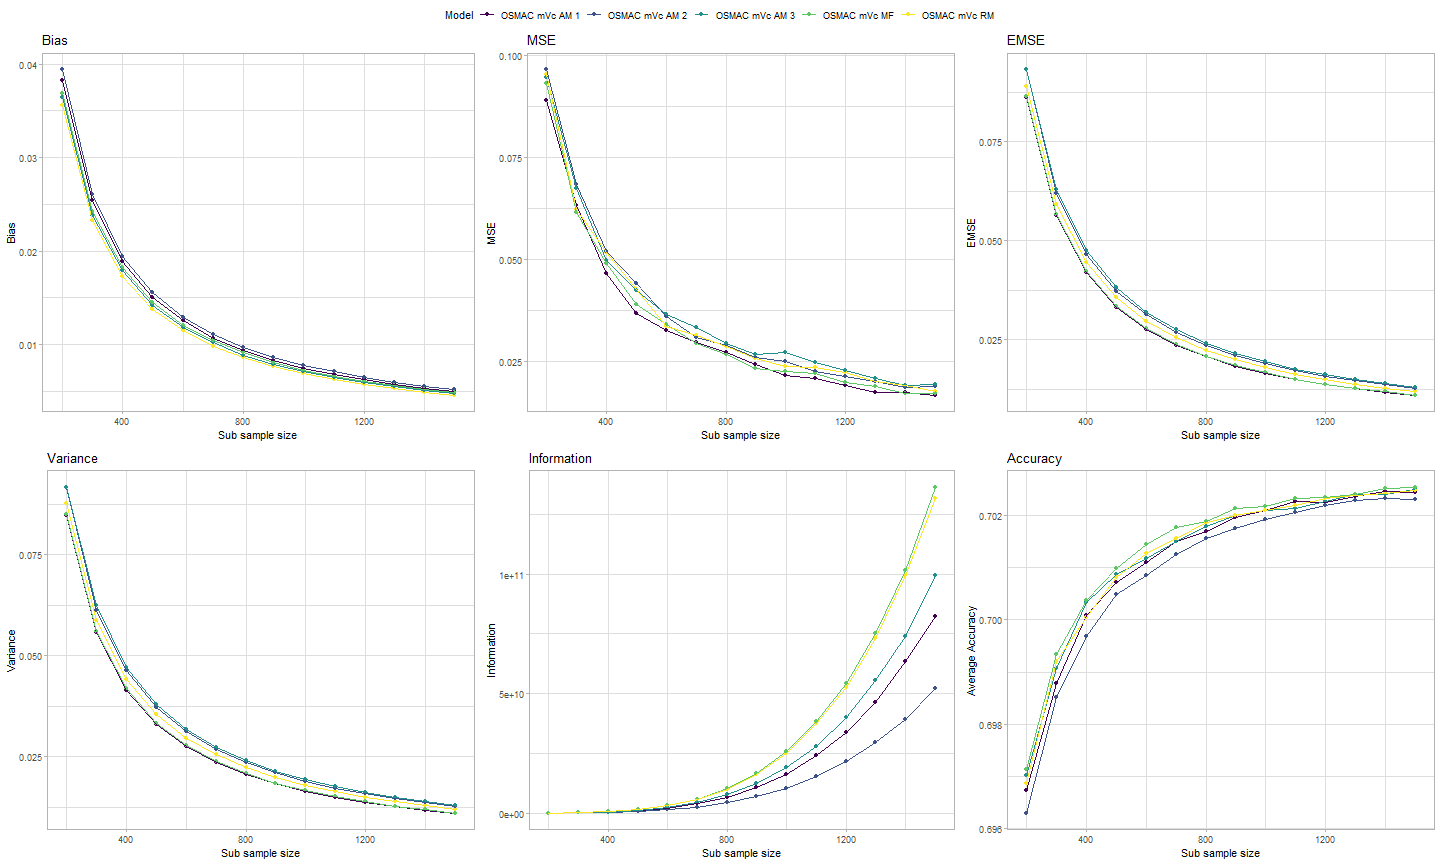 Model OSMAC mVc AM 1 OSMAC mVc AM 2 OSMAC mVc AM 3 OSMAC mVc MF OSMAC mVc RM
Bias
0.04
0.03
0.02
0.01
Bias
400 800 1200
Sub sample size
MSE
0.100
0.075
0.050
0.025
MSE
400 800 1200
Sub sample size
EMSE
0.075
0.050
0.025
EMSE
400 800 1200
Sub sample size
Variance
0.075
0.050
0.025
Variance
400 800 1200
Sub sample size
Information
1e+11
5e+10
0e+00
Information
400 800 1200
Sub sample size
Accuracy
0.702
0.700
0.698
0.696
Average Accuracy
400 800 1200
Sub sample size